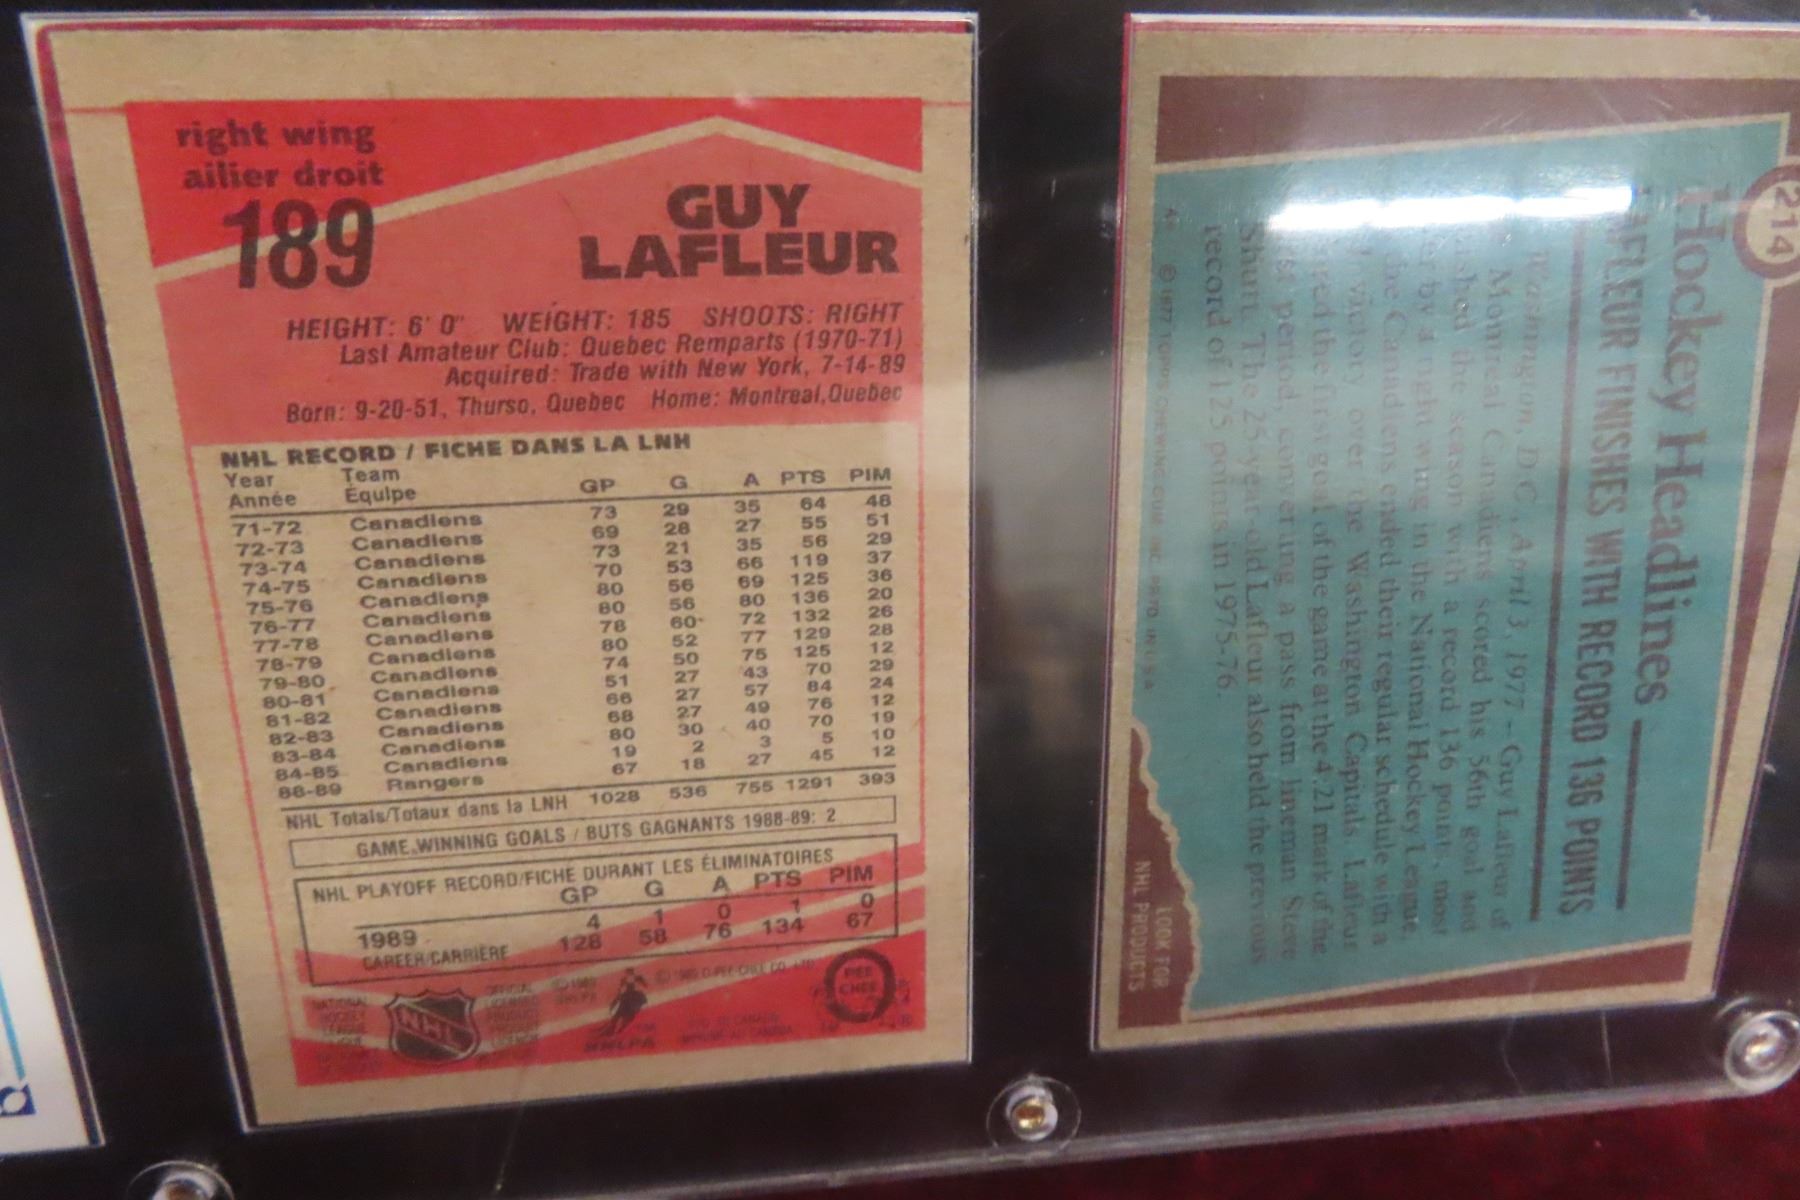 right wing
ailier droit
189
GUY
LAFLEUR
HEIGHT: 6' 0" WEIGHT: 185 SHOOTS: RIGHT
Last Amateur Club: Quebec Remparts (1970-71)
Acquired: Trade with New York, 7-14-89
Born: 9-20-51, Thurso, Quebec Home: Montreal, Quebec
NHL RECORD / FICHE DANS LA LNH
Year Team
Année Équipe GP G A PTS PIM
71-72 Canadiens 73 29 35 64 48
72-73 Canadiens 69 28 27 55 51
73-74 Canadiens 73 21 35 56 29
74-75 Canadiens 70 53 66 119 37
75-76 Canadiens 80 56 69 125 36
76-77 Canadiens 80 56 80 136 20
77-78 Canadiens 78 60 72 132 26
78-79 Canadiens 80 52 77 129 28
79-80 Canadiens 74 50 75 125 12
80-81 Canadiens 51 27 43 70 29
81-82 Canadiens 66 27 57 84 24
82-83 Canadiens 68 27 49 76 12
83-84 Canadiens 80 30 40 70 19
84-85 Canadiens 19 2 3 5 10
88-89 Rangers 67 18 27 45 12
NHL Totals/Totaux dans la LNH 1028 536 755 1291 393
GAME WINNING GOALS / BUTS GAGNANTS 1988-89: 2
NHL PLAYOFF RECORD/FICHE DURANT LES ÉLIMINATOIRES
GP G A PTS PIM
1989 4 1 0 1 0
CAREER/CARRIÈRE 128 58 76 134 67
NHL
NHLPA
214
Hockey Headlines
LAFLEUR FINISHES WITH RECORD 136 POINTS
Washington, D.C., April 3, 1977 – Guy Lafleur of
Montreal Canadiens scored his 56th goal and
the season with a record 136 points, most
by a right wing in the National Hockey League.
the Canadiens ended their regular schedule with a
victory over the Washington Capitals. Lafleur
the first goal of the game at the 4:21 mark of the
period, converting a pass from lineman Steve
Shutt. The 25-year-old Lafleur also held the previous
record of 125 points in 1975-76.
© 1977 TOPPS CHEWING GUM, INC. PRTD. IN U.S.A.
LOOK FOR
NHL PRODUCTS